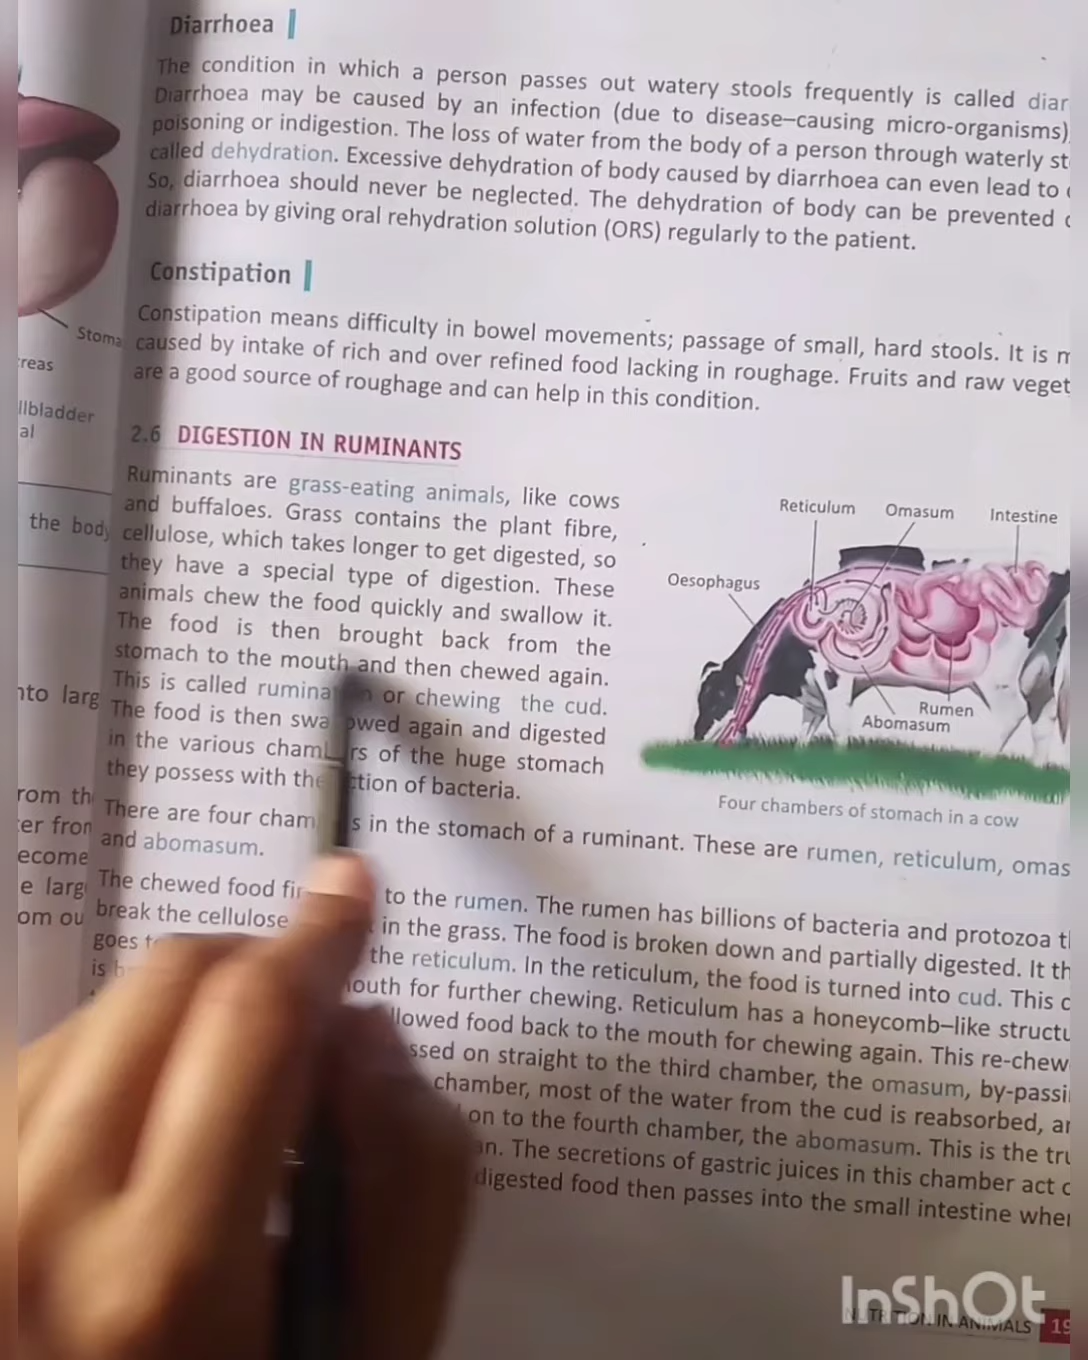 Diarrhoea
The condition in which a person passes out watery stools frequently is called diar
Diarrhoea may be caused by an infection (due to disease–causing micro-organisms)
poisoning or indigestion. The loss of water from the body of a person through waterly st
called dehydration. Excessive dehydration of body caused by diarrhoea can even lead to
So, diarrhoea should never be neglected. The dehydration of body can be prevented
diarrhoea by giving oral rehydration solution (ORS) regularly to the patient.
Constipation
Constipation means difficulty in bowel movements; passage of small, hard stools. It is m
caused by intake of rich and over refined food lacking in roughage. Fruits and raw veget
are a good source of roughage and can help in this condition.
Stoma
reas
llbladder
al
the body
nto larg
rom th
er from
ecome
e larg
om ou
2.6 DIGESTION IN RUMINANTS
Ruminants are grass-eating animals, like cows
and buffaloes. Grass contains the plant fibre,
cellulose, which takes longer to get digested, so
they have a special type of digestion. These
animals chew the food quickly and swallow it.
The food is then brought back from the
stomach to the mouth and then chewed again.
This is called rumina n or chewing the cud.
The food is then swa owed again and digested
in the various chamb rs of the huge stomach
they possess with the ction of bacteria.
Reticulum
Omasum
Intestine
Oesophagus
Rumen
Abomasum
Four chambers of stomach in a cow
There are four cham s in the stomach of a ruminant. These are rumen, reticulum, omas
and abomasum.
The chewed food fir to the rumen. The rumen has billions of bacteria and protozoa th
break the cellulose in the grass. The food is broken down and partially digested. It th
goes t the reticulum. In the reticulum, the food is turned into cud. This c
is b outh for further chewing. Reticulum has a honeycomb–like structu
llowed food back to the mouth for chewing again. This re-chew
ssed on straight to the third chamber, the omasum, by-passi
chamber, most of the water from the cud is reabsorbed, an
on to the fourth chamber, the abomasum. This is the tru
an. The secretions of gastric juices in this chamber act
digested food then passes into the small intestine wher
NUTRITION IN ANIMALS 19
InShOt